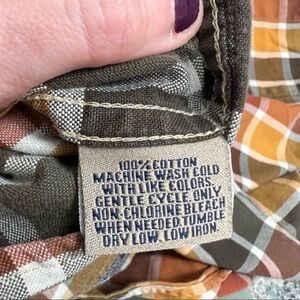 100% COTTON
MACHINE WASH COLD
WITH LIKE COLORS.
GENTLE CYCLE ONLY
NON-CHLORINE BLEACH
WHEN NEEDED TUMBLE
DRY LOW. LOW IRON.